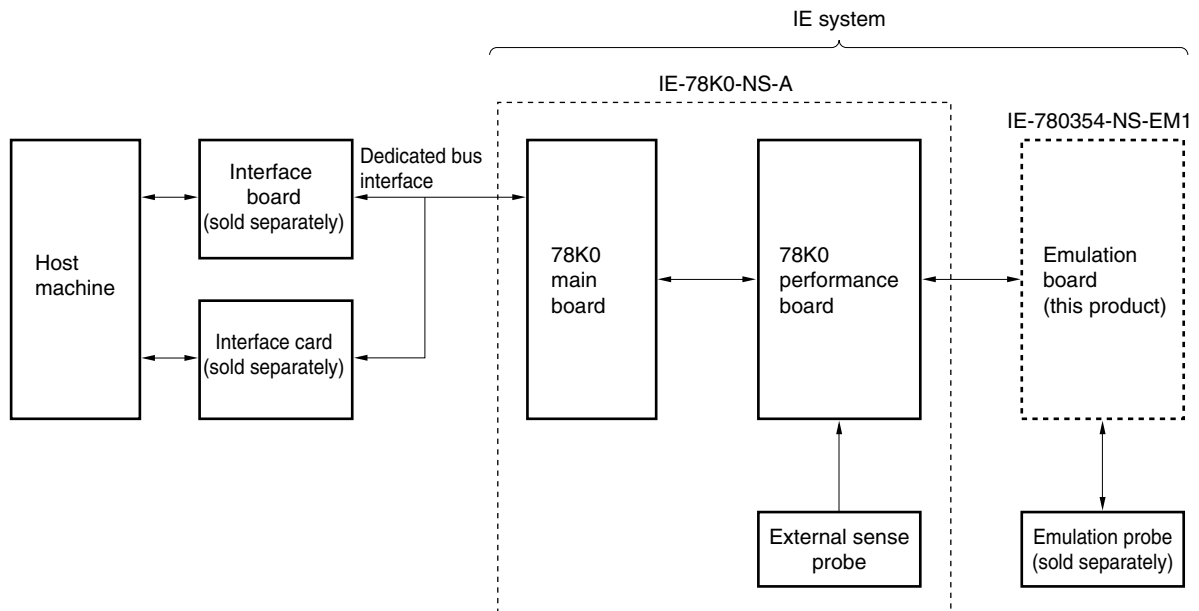 IE system
IE-78K0-NS-A
IE-780354-NS-EM1
Host
machine
Interface
board
(sold separately)
Interface card
(sold separately)
Dedicated bus
interface
78K0
main
board
78K0
performance
board
Emulation
board
(this product)
External sense
probe
Emulation probe
(sold separately)